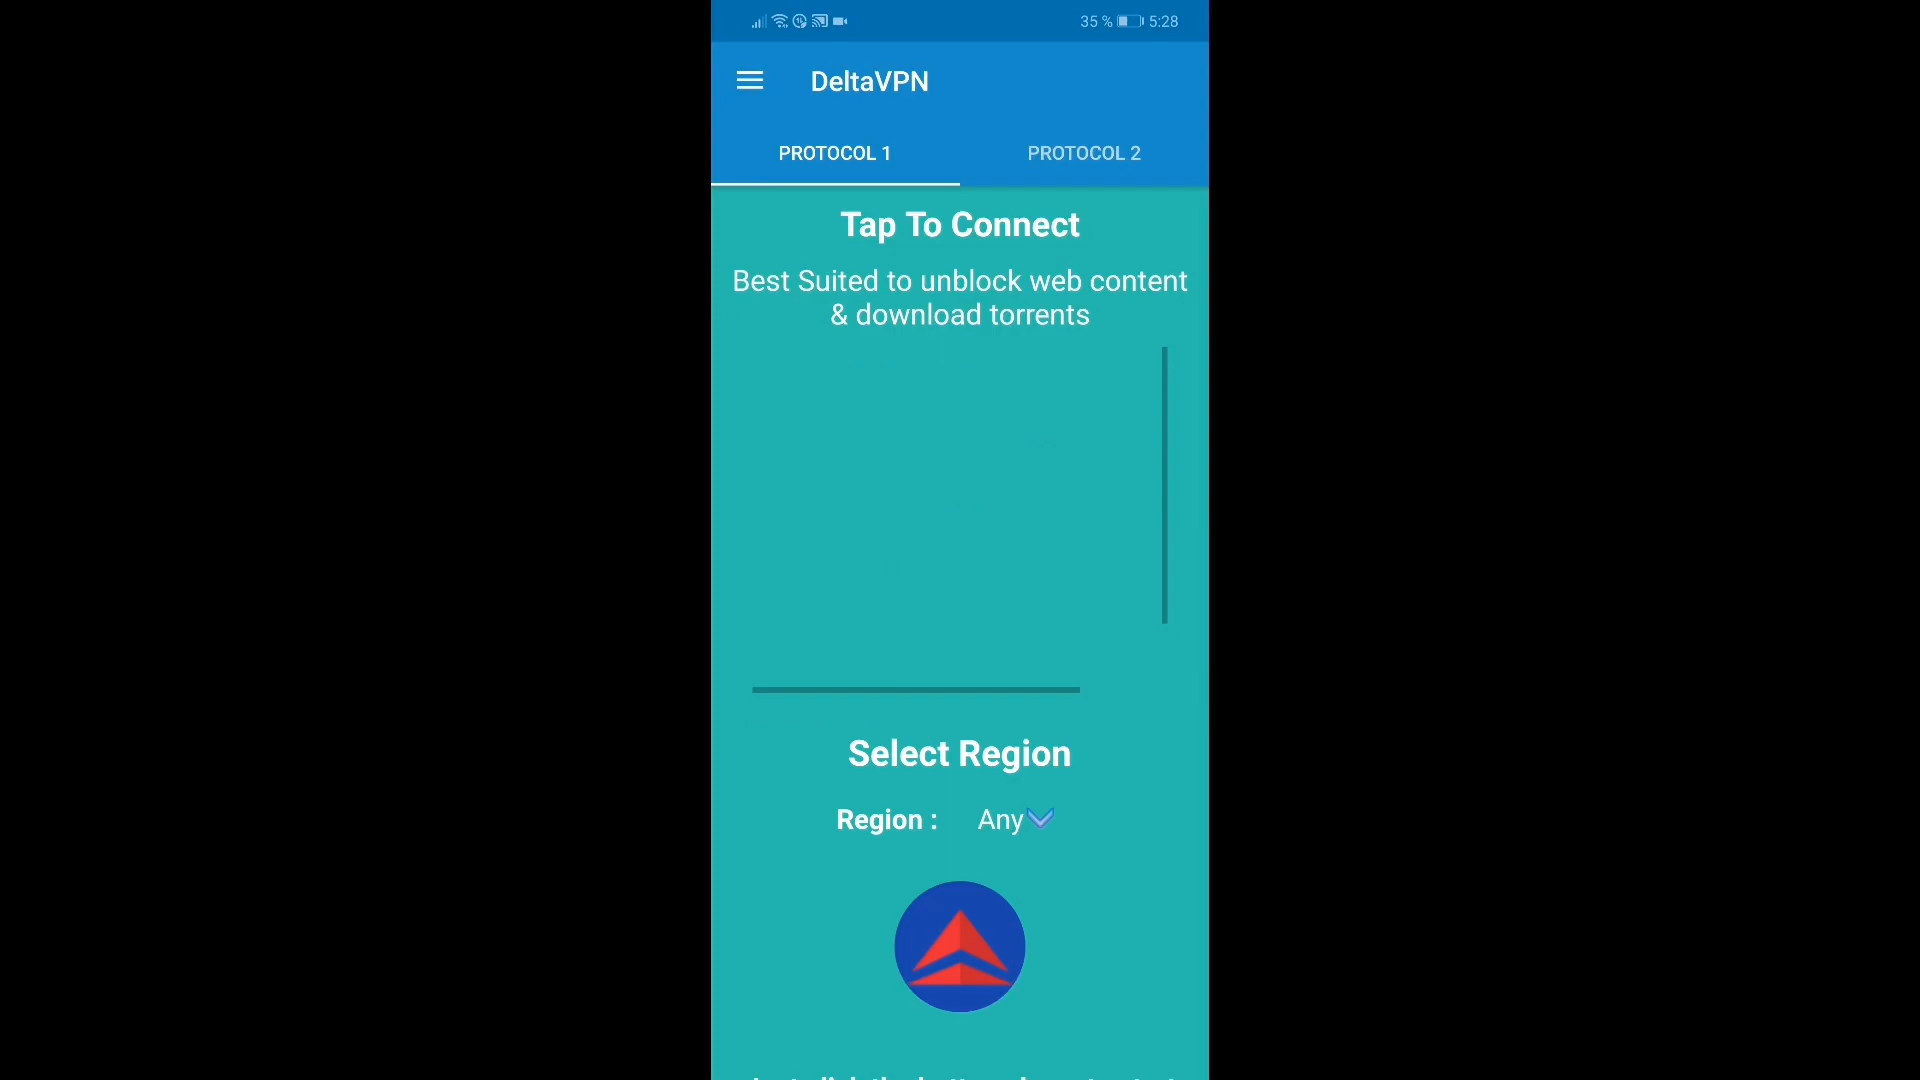 35 % 5:28
DeltaVPN
PROTOCOL 1 PROTOCOL 2
Tap To Connect
Best Suited to unblock web content
& download torrents
Select Region
Region : Any